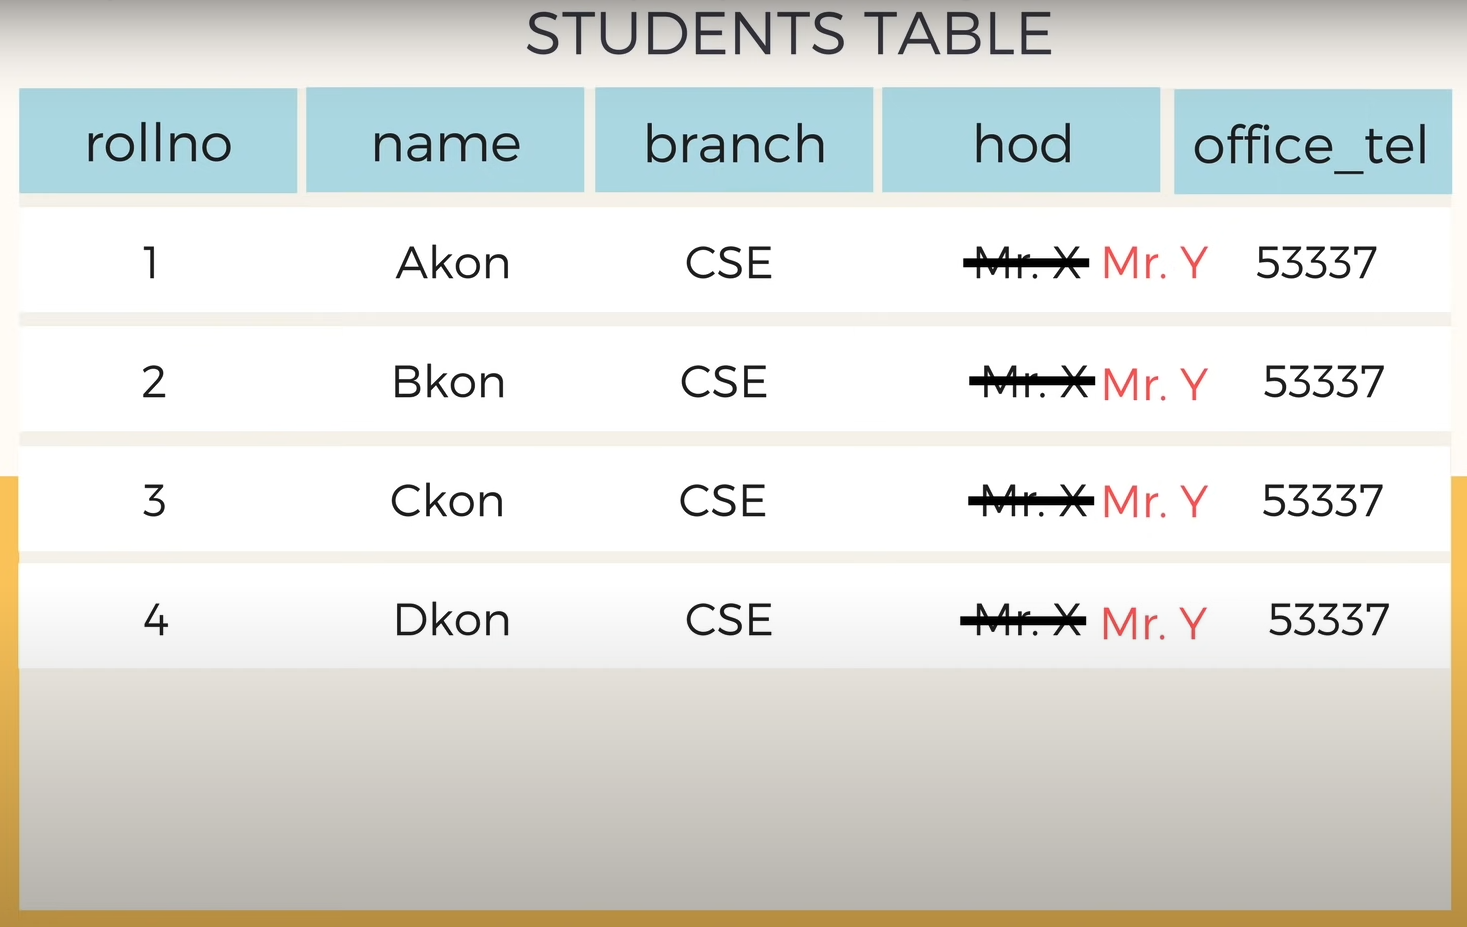 STUDENTS TABLE
rollno name branch hod office_tel
1 Akon CSE Mr. X Mr. Y 53337
2 Bkon CSE Mr. X Mr. Y 53337
3 Ckon CSE Mr. X Mr. Y 53337
4 Dkon CSE Mr. X Mr. Y 53337